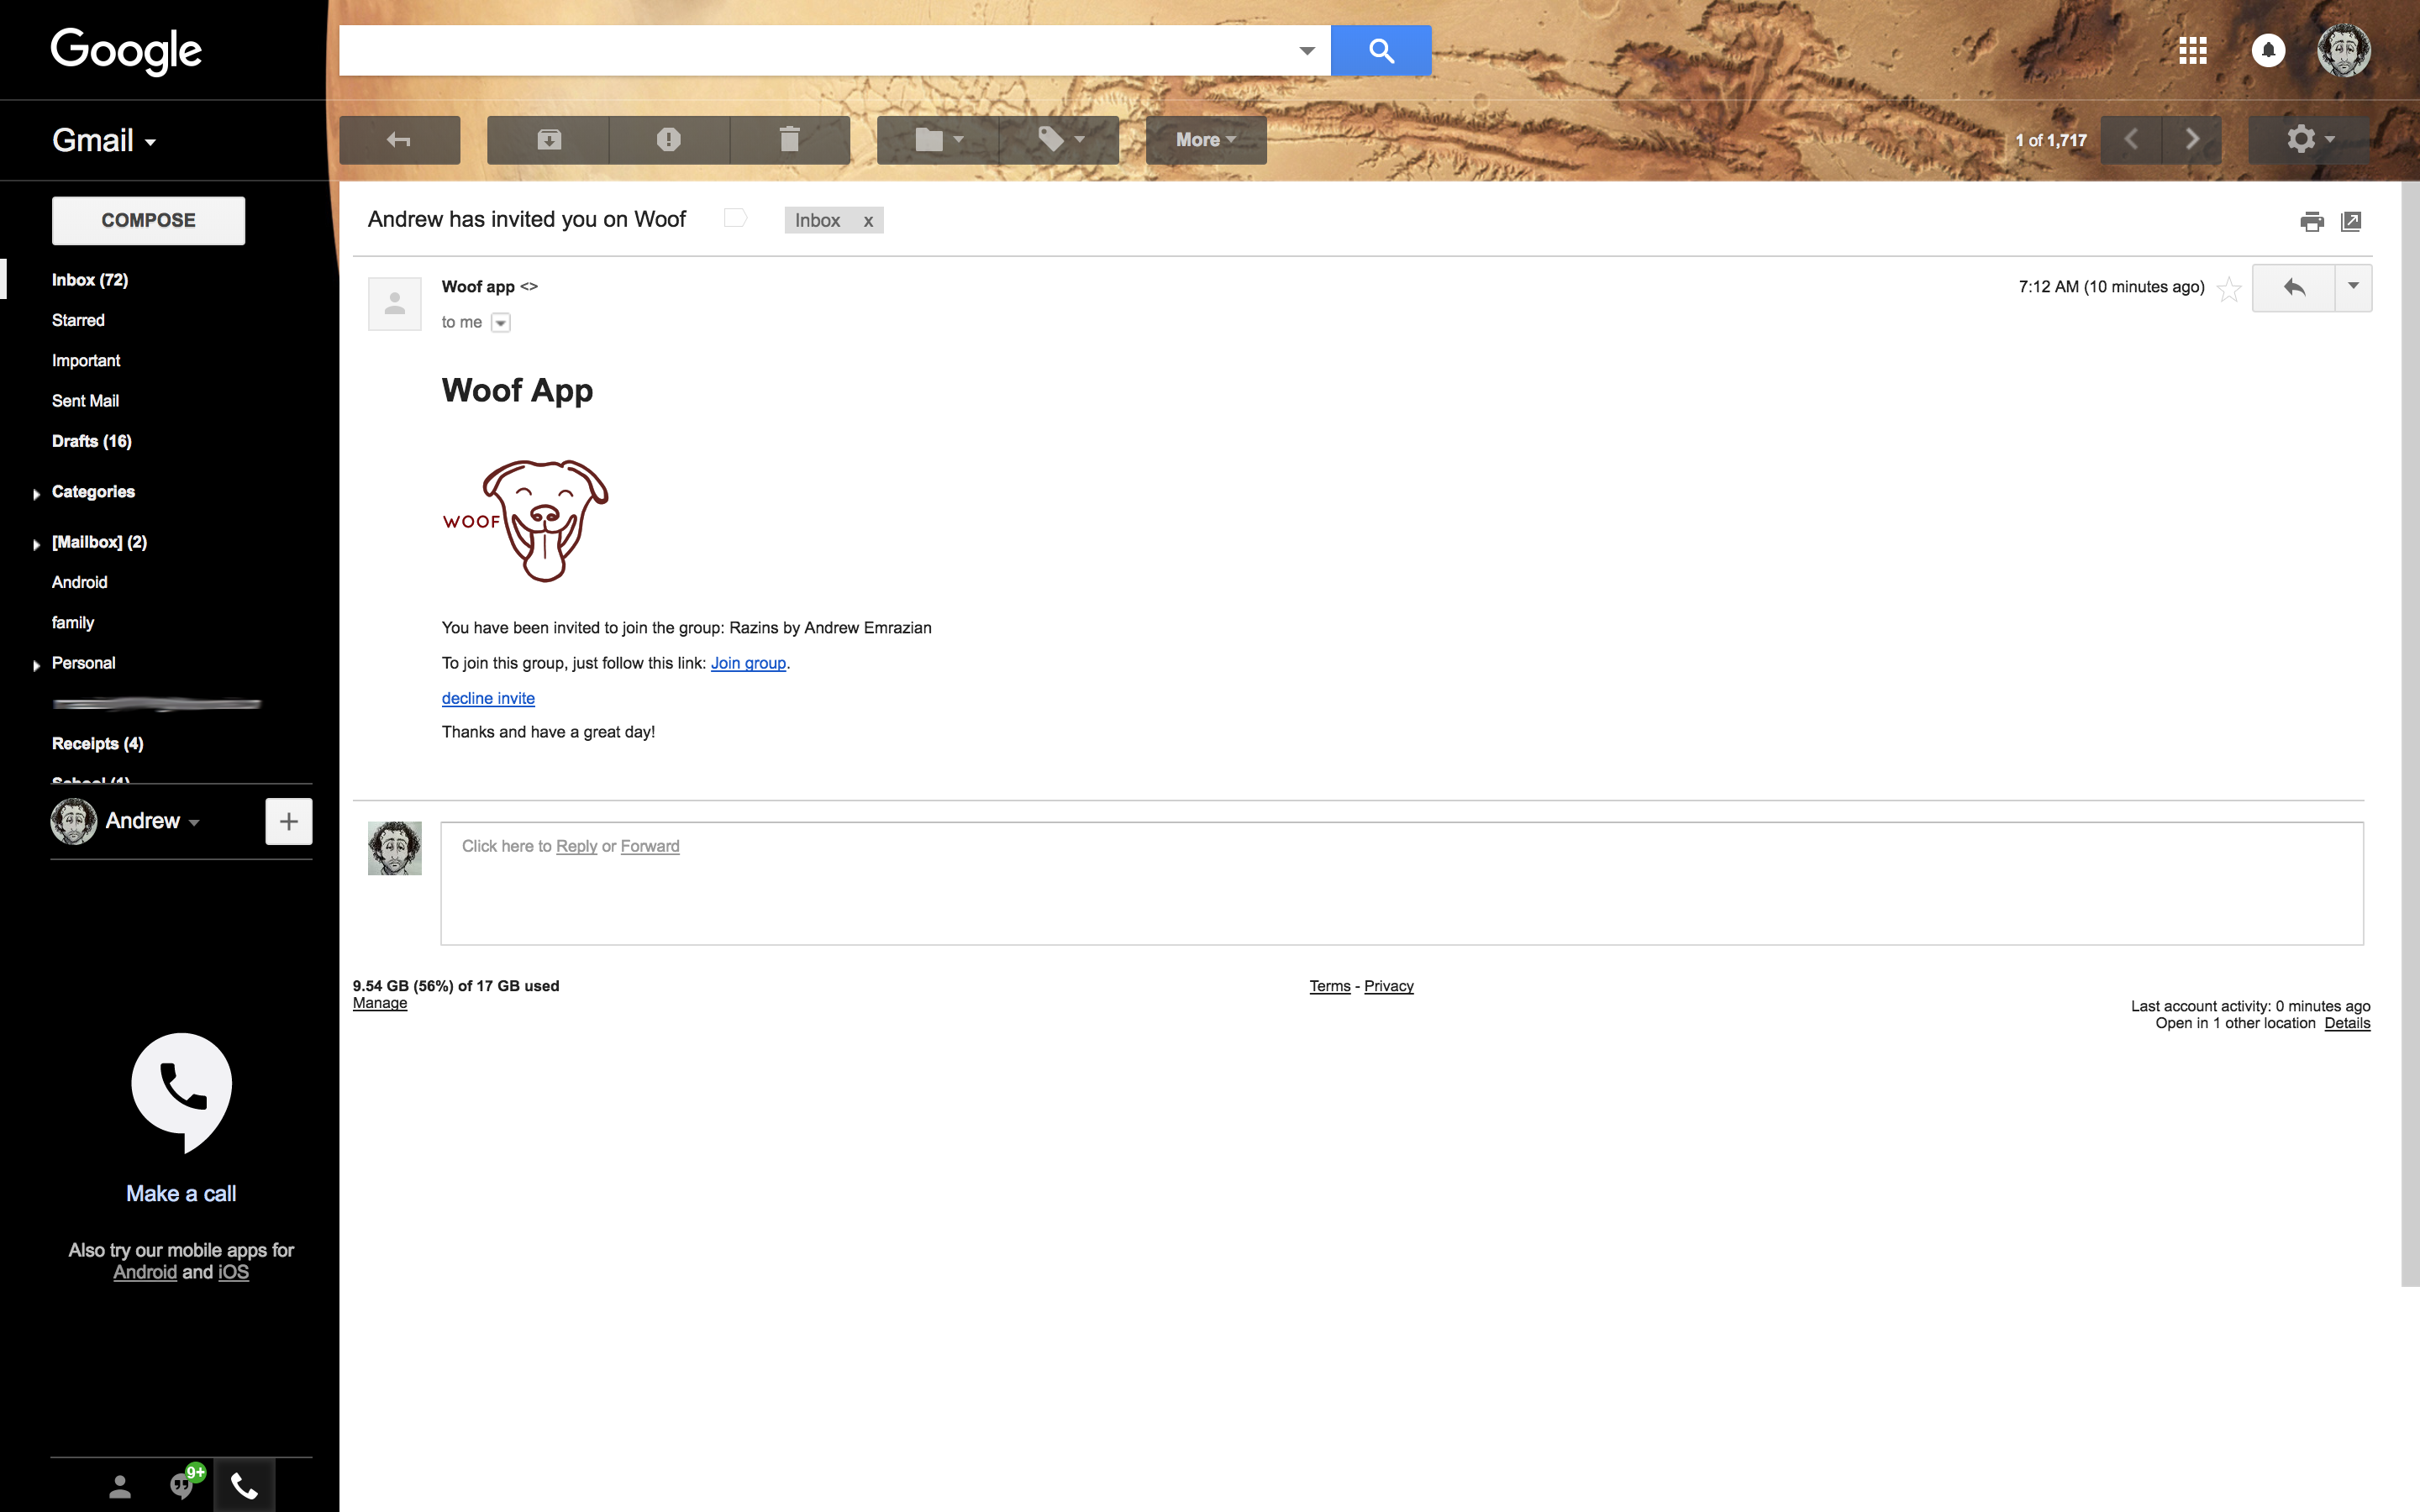 Google
Gmail
More
1 of 1,717
COMPOSE
Inbox (72)
Starred
Important
Sent Mail
Drafts (16)
Categories
[Mailbox] (2)
Android
family
Personal
Receipts (4)
School (1)
Andrew
Make a call
Also try our mobile apps for
Android and iOS
9+
Andrew has invited you on Woof
Inbox x
Woof app <>
7:12 AM (10 minutes ago)
to me
Woof App
WOOF
You have been invited to join the group: Razins by Andrew Emrazian
To join this group, just follow this link: Join group.
decline invite
Thanks and have a great day!
Click here to Reply or Forward
9.54 GB (56%) of 17 GB used
Manage
Terms - Privacy
Last account activity: 0 minutes ago
Open in 1 other location Details